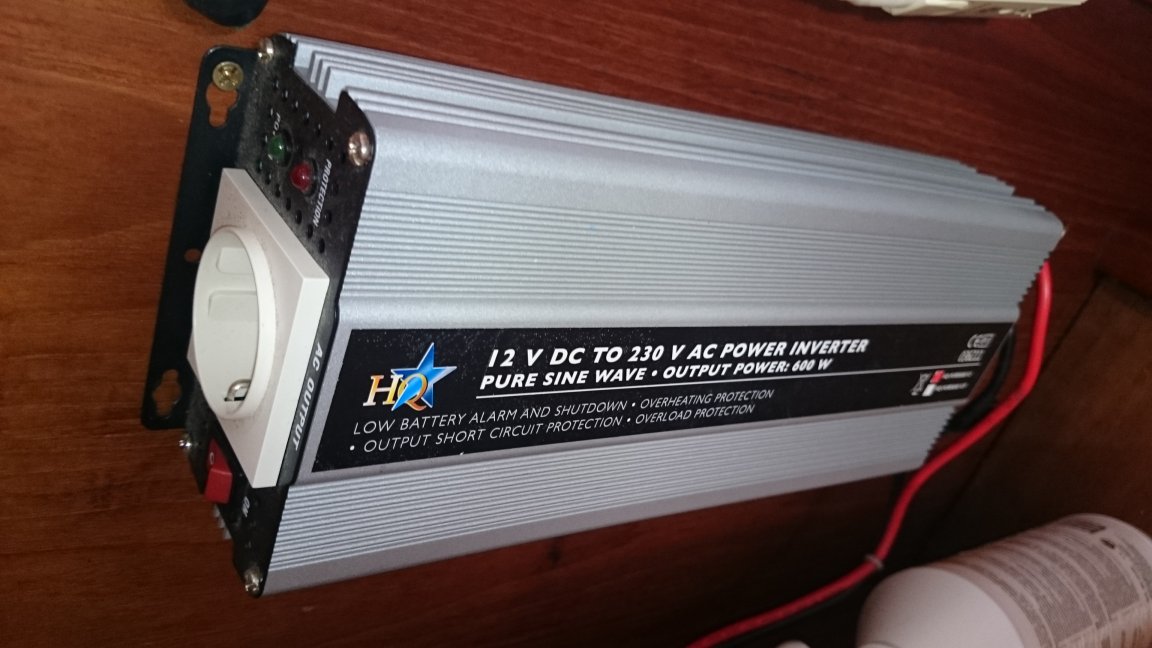 PROTECTION
AC OUTPUT
ON
HQ
12 V DC TO 230 V AC POWER INVERTER
PURE SINE WAVE • OUTPUT POWER: 600 W
LOW BATTERY ALARM AND SHUTDOWN • OVERHEATING PROTECTION
• OUTPUT SHORT CIRCUIT PROTECTION • OVERLOAD PROTECTION